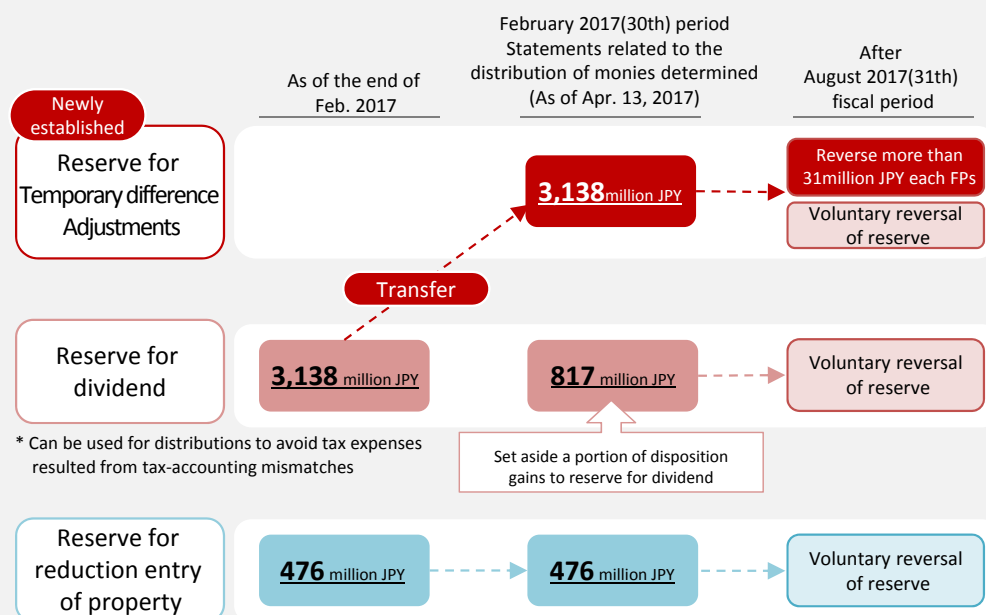 February 2017(30th) period
Statements related to the
distribution of monies determined
(As of Apr. 13, 2017)
As of the end of
Feb. 2017
After
August 2017(31th)
fiscal period
Newly
established
Reserve for
Temporary difference
Adjustments
3,138million JPY
Reverse more than
31million JPY each FPs
Voluntary reversal
of reserve
Transfer
Reserve for
dividend
3,138 million JPY
817 million JPY
Voluntary reversal
of reserve
* Can be used for distributions to avoid tax expenses
resulted from tax-accounting mismatches
Set aside a portion of disposition
gains to reserve for dividend
Reserve for
reduction entry
of property
476 million JPY
476 million JPY
Voluntary reversal
of reserve